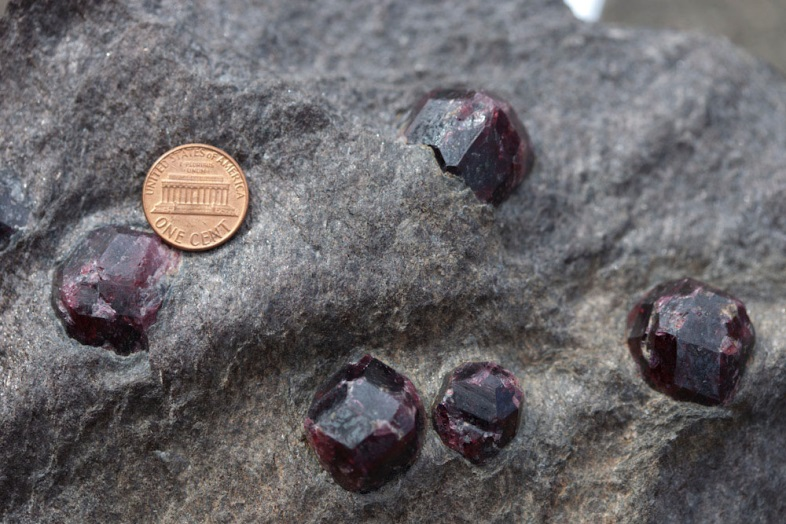 UNITED STATES OF AMERICA
ONE CENT